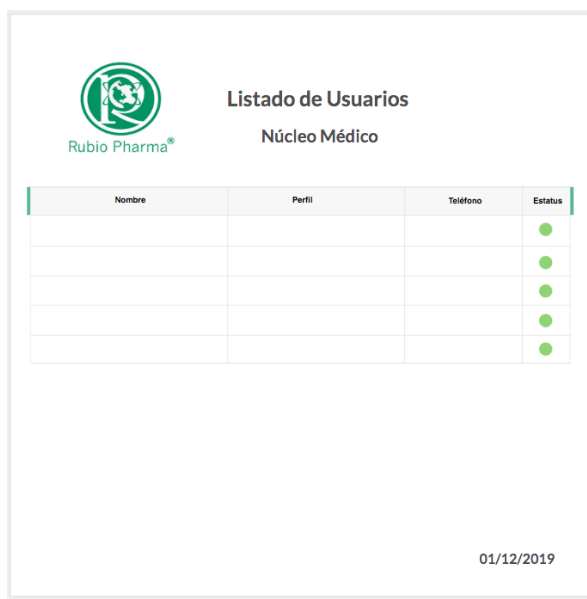 Listado de Usuarios
Núcleo Médico
Rubio Pharma®
Nombre Perfil Teléfono Estatus
01/12/2019